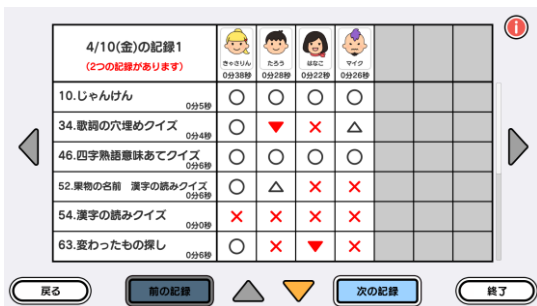 4/10(金)の記録1
(2つの記録があります)
きゃさりん
たろう
はなこ
マイク
0分38秒
0分28秒
0分22秒
0分26秒
10.じゃんけん
0分5秒
34.歌詞の穴埋めクイズ
0分4秒
46.四字熟語意味あてクイズ
0分6秒
52.果物の名前 漢字の読みクイズ
0分6秒
54.漢字の読みクイズ
0分0秒
63.変わったもの探し
0分6秒
戻る
前の記録
次の記録
終了